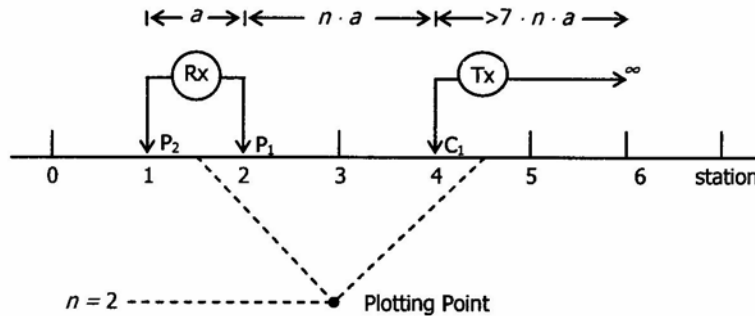 a n · a >7 · n · a
Rx Tx ∞
P₂ P₁ C₁
0 1 2 3 4 5 6 station
n = 2 Plotting Point